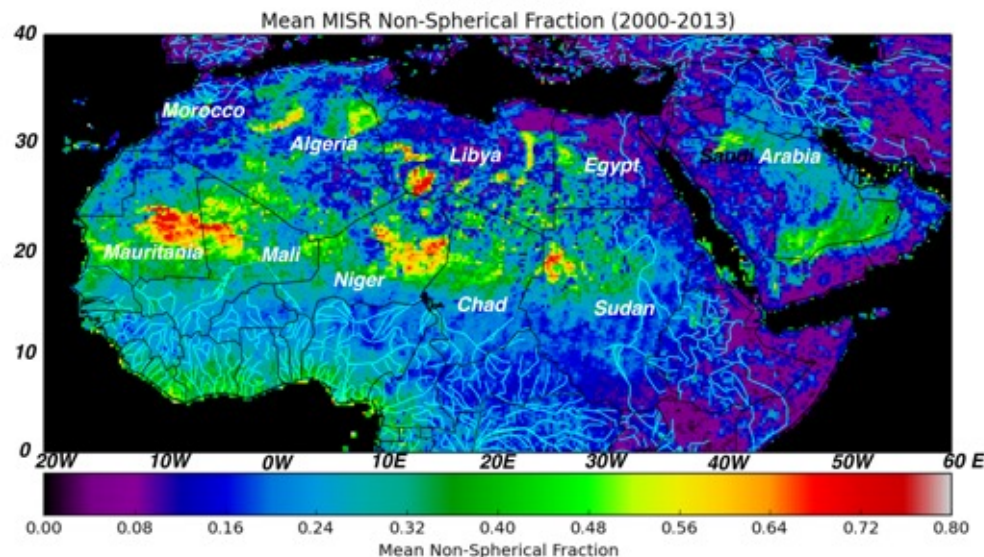 Mean MISR Non-Spherical Fraction (2000-2013)
40
30
20
10
0
Morocco
Algeria
Libya
Egypt
Saudi Arabia
Mauritania
Mali
Niger
Chad
Sudan
20W 10W 0W 10E 20E 30W 40W 50W 60 E
0.00 0.08 0.16 0.24 0.32 0.40 0.48 0.56 0.64 0.72 0.80
Mean Non-Spherical Fraction